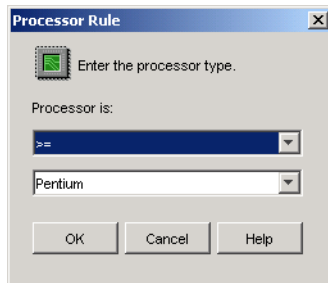 Processor Rule
Enter the processor type.
Processor is:
>=
Pentium
OK Cancel Help